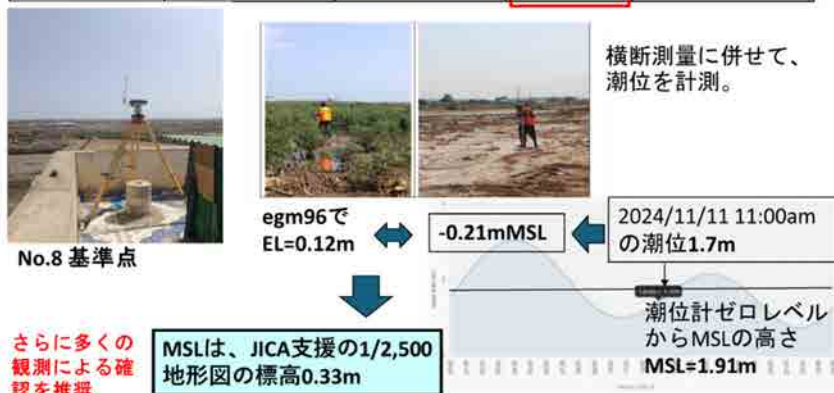 横断測量に併せて、
潮位を計測。
No.8 基準点
egm96で
EL=0.12m
-0.21mMSL
2024/11/11 11:00am
の潮位1.7m
潮位計ゼロレベル
からMSLの高さ
MSL=1.91m
さらに多くの
観測による確
認を推奨
MSLは、JICA支援の1/2,500
地形図の標高0.33m